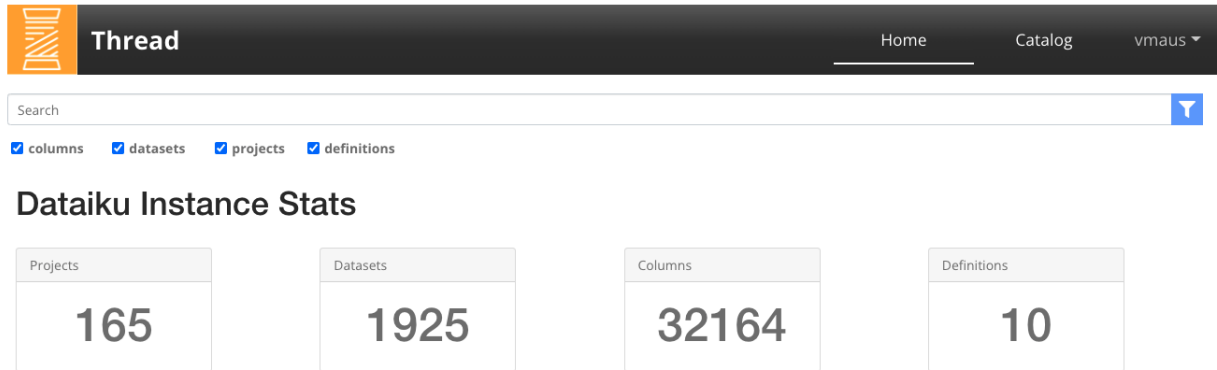 Thread Home Catalog vmaus
Search
columns datasets projects definitions
Dataiku Instance Stats
Projects Datasets Columns Definitions
165 1925 32164 10